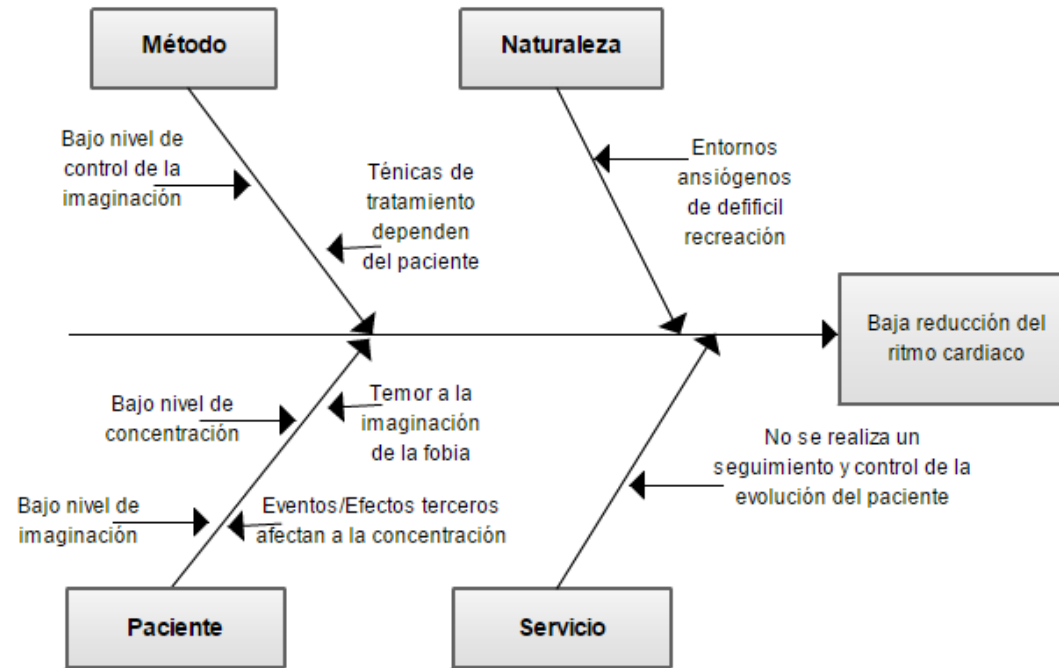 Método
Naturaleza
Bajo nivel de
control de la
imaginación
Ténicas de
tratamiento
dependen
del paciente
Entornos
ansiógenos
de defificil
recreación
Baja reducción del
ritmo cardiaco
Bajo nivel de
concentración
Temor a la
imaginación
de la fobia
Bajo nivel de
imaginación
Eventos/Efectos terceros
afectan a la concentración
No se realiza un
seguimiento y control de la
evolución del paciente
Paciente
Servicio